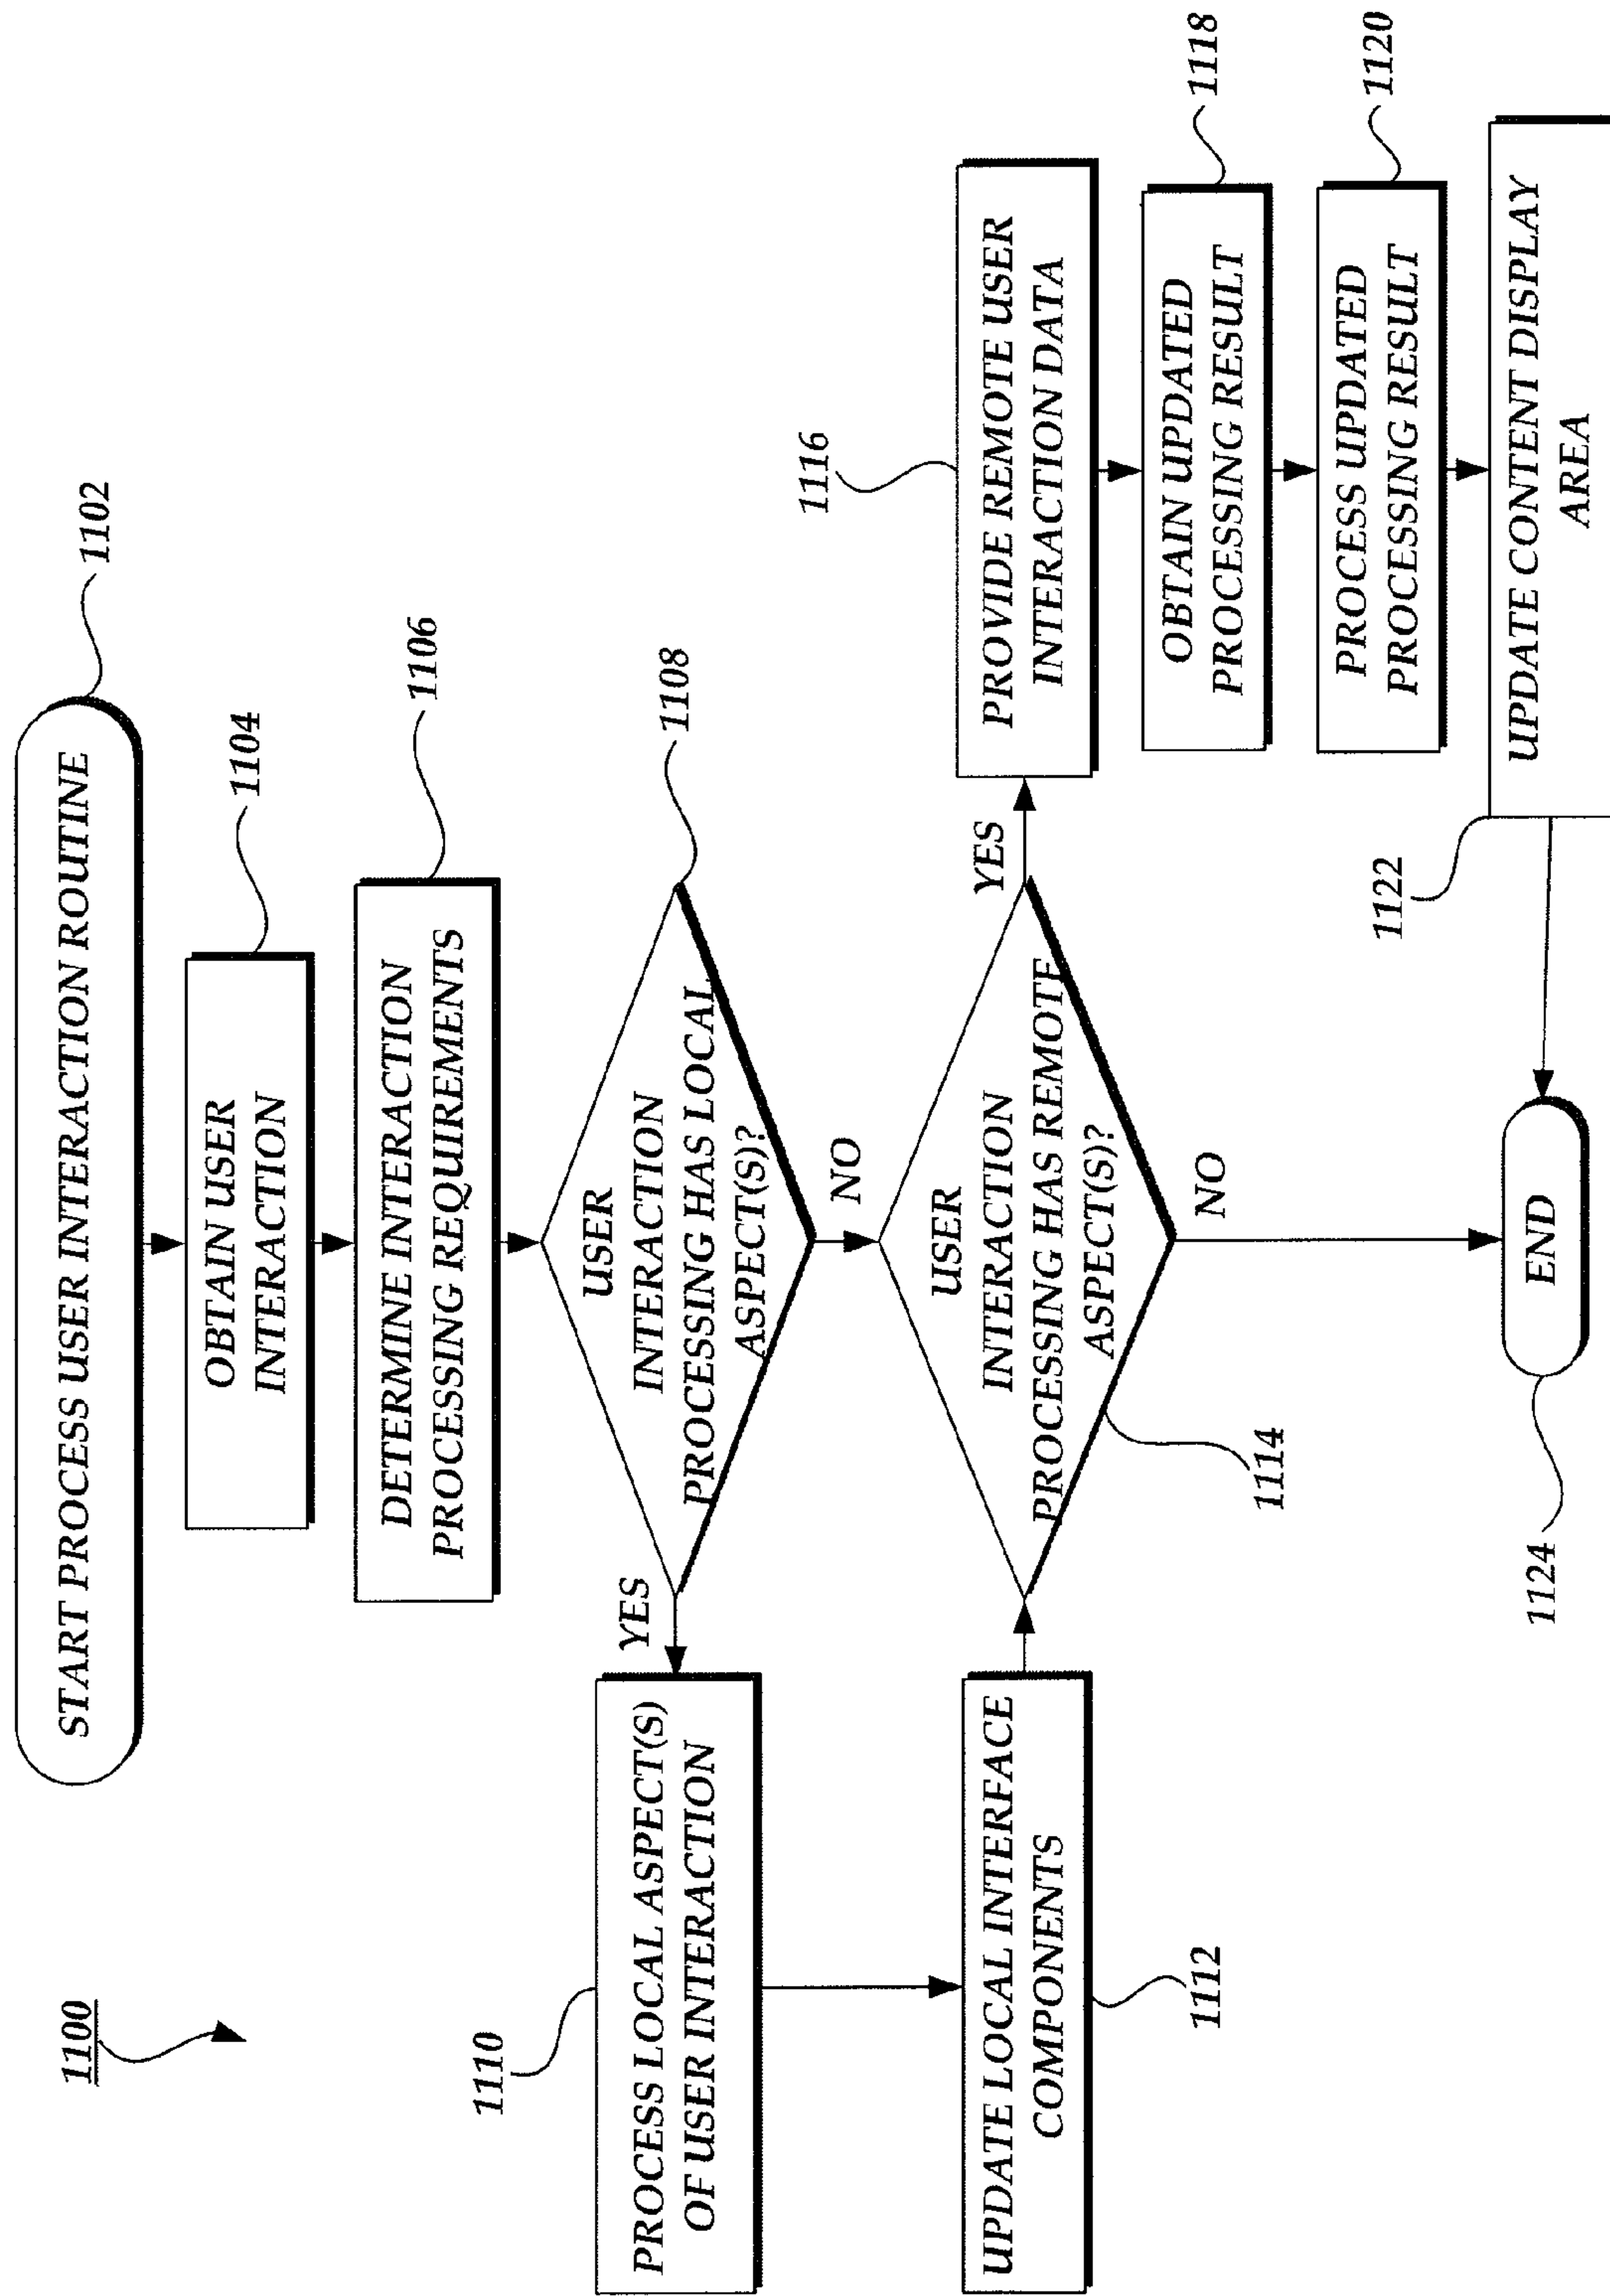 1100
START PROCESS USER INTERACTION ROUTINE
1102
OBTAIN USER
INTERACTION
1104
DETERMINE INTERACTION
PROCESSING REQUIREMENTS
1106
USER
INTERACTION
PROCESSING HAS LOCAL
ASPECT(S)?
1108
YES
NO
PROCESS LOCAL ASPECT(S)
OF USER INTERACTION
1110
UPDATE LOCAL INTERFACE
COMPONENTS
1112
USER
INTERACTION
PROCESSING HAS REMOTE
ASPECT(S)?
1114
YES
NO
PROVIDE REMOTE USER
INTERACTION DATA
1116
OBTAIN UPDATED
PROCESSING RESULT
1118
PROCESS UPDATED
PROCESSING RESULT
1120
UPDATE CONTENT DISPLAY
AREA
1122
END
1124